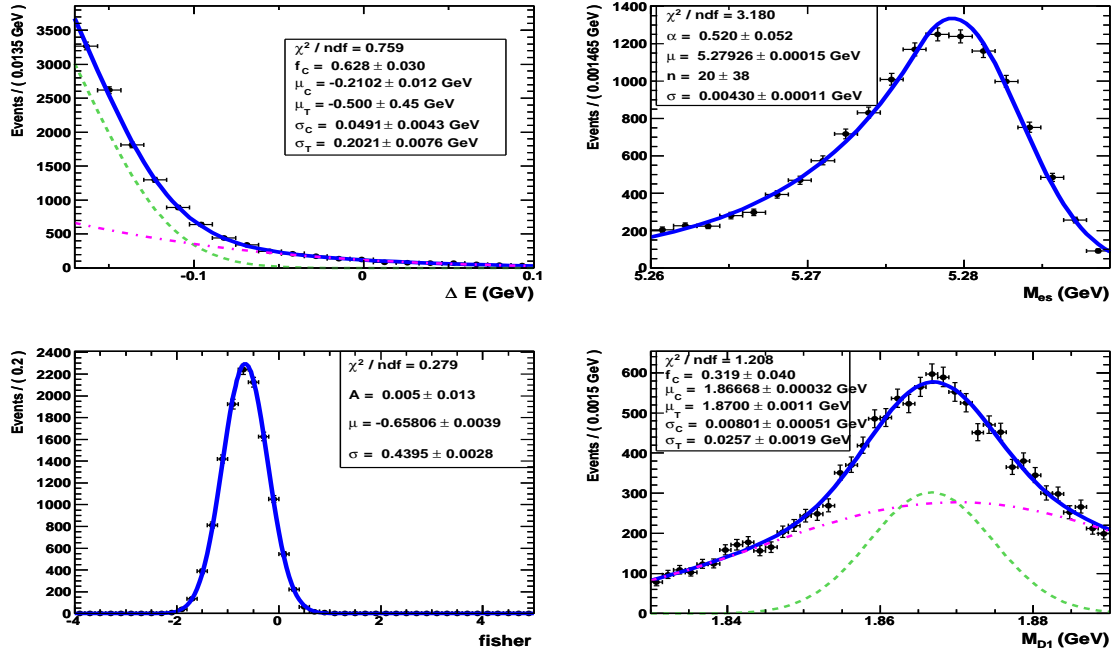 Events / ( 0.0135 GeV )
3500
3000
2500
2000
1500
1000
500
0
-0.1 0 0.1
Δ E (GeV)
χ² / ndf = 0.759
f_C = 0.628 ± 0.030
μ_C = -0.2102 ± 0.012 GeV
μ_T = -0.500 ± 0.45 GeV
σ_C = 0.0491 ± 0.0043 GeV
σ_T = 0.2021 ± 0.0076 GeV
Events / ( 0.001465 GeV )
1400
1200
1000
800
600
400
200
0
5.26 5.27 5.28
M_es (GeV)
χ² / ndf = 3.180
α = 0.520 ± 0.052
μ = 5.27926 ± 0.00015 GeV
n = 20 ± 38
σ = 0.00430 ± 0.00011 GeV
Events / ( 0.2 )
2400
2200
2000
1800
1600
1400
1200
1000
800
600
400
200
0
-4 -2 0 2 4
fisher
χ² / ndf = 0.279
A = 0.005 ± 0.013
μ = -0.65806 ± 0.0039
σ = 0.4395 ± 0.0028
Events / ( 0.0015 GeV )
600
500
400
300
200
100
0
1.84 1.86 1.88
M_D1 (GeV)
χ² / ndf = 1.208
f_C = 0.319 ± 0.040
μ_C = 1.86668 ± 0.00032 GeV
μ_T = 1.8700 ± 0.0011 GeV
σ_C = 0.00801 ± 0.00051 GeV
σ_T = 0.0257 ± 0.0019 GeV